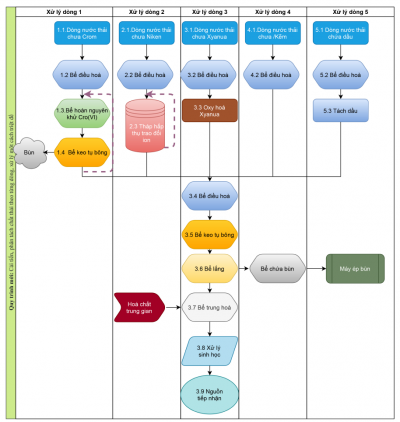 Xử lý dòng 1
Xử lý dòng 2
Xử lý dòng 3
Xử lý dòng 4
Xử lý dòng 5
1.1.Dòng nước thải
chưa Crom
2.1.Dòng nước thải
chưa Niken
3.1.Dòng nước thải
chưa Xyanua
4.1.Dòng nước thải
chưa /Kẽm
5.1 Dòng nước thải
chứa dầu
1.2 Bể điều hoà
2.2 Bể điều hoà
3.2 Bể điều hoà
4.2 Bể điều hoà
5.2 Bể điều hoà
1.3.Bể hoàn nguyên
khử Cro(VI)
2.3 Tháp hấp
thụ trao đổi
ion
3.3 Oxy hoá
Xyanua
5.3 Tách dầu
Bùn
1.4 Bể keo tụ bông
3.4 Bể điều hoà
3.5 Bể keo tụ bông
3.6 Bể lắng
Bể chứa bùn
Máy ép bùn
Hoá chất
trung gian
3.7 Bể trung hoà
3.8 Xử lý
sinh học
3.9 Nguồn
tiếp nhận
Quy trình mới: Cải tiến, phân tách chất thải theo từng dòng, xử lý một cách triệt để